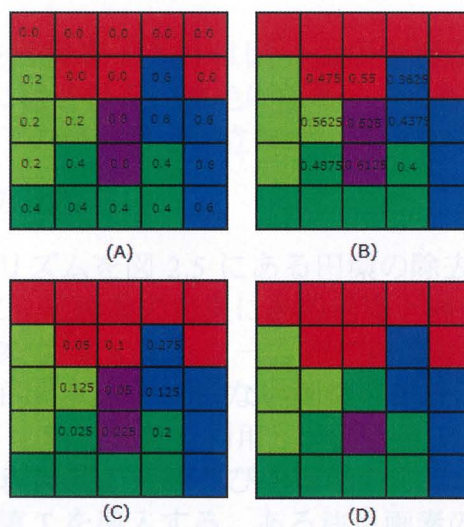 0.0 0.0 0.0 0.0 0.0
0.2 0.0 0.0 0.6 0.0
0.2 0.2 0.8 0.6 0.6
0.2 0.4 0.4 0.6
0.4 0.4 0.4 0.4 0.6
(A)
0.475 0.55 0.3625
0.5625 0.4375
0.4875 0.6125 0.4
(B)
0.05 0.1 0.275
0.125 0.05 0.125
0.025 0.225 0.2
(C)
(D)